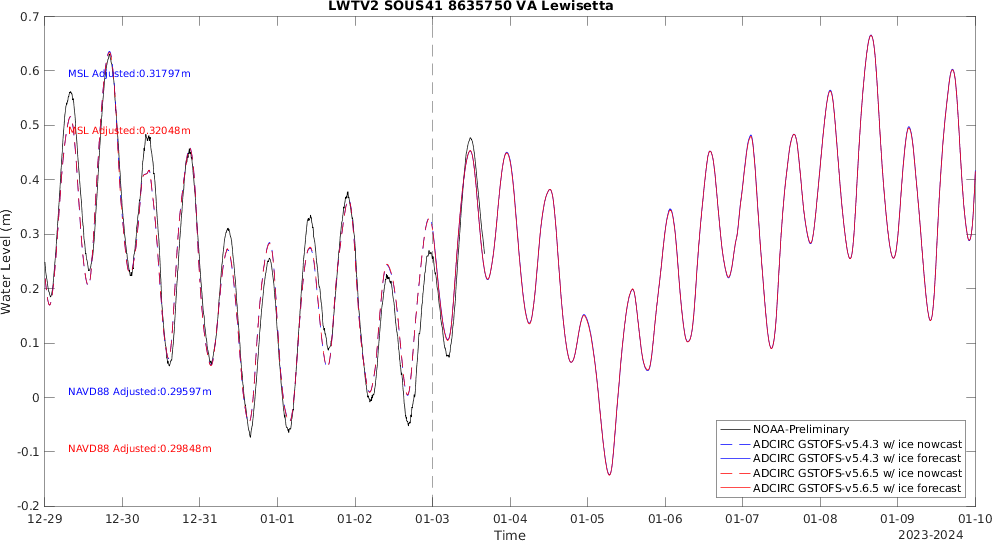 LWTV2 SOUS41 8635750 VA Lewisetta
0.7
0.6
0.5
0.4
0.3
0.2
0.1
0
-0.1
-0.2
Water Level (m)
MSL Adjusted:0.31797m
MSL Adjusted:0.32048m
NAVD88 Adjusted:0.29597m
NAVD88 Adjusted:0.29848m
NOAA-Preliminary
ADCIRC GSTOFS-v5.4.3 w/ ice nowcast
ADCIRC GSTOFS-v5.4.3 w/ ice forecast
ADCIRC GSTOFS-v5.6.5 w/ ice nowcast
ADCIRC GSTOFS-v5.6.5 w/ ice forecast
12-29 12-30 12-31 01-01 01-02 01-03 01-04 01-05 01-06 01-07 01-08 01-09 01-10
Time
2023-2024